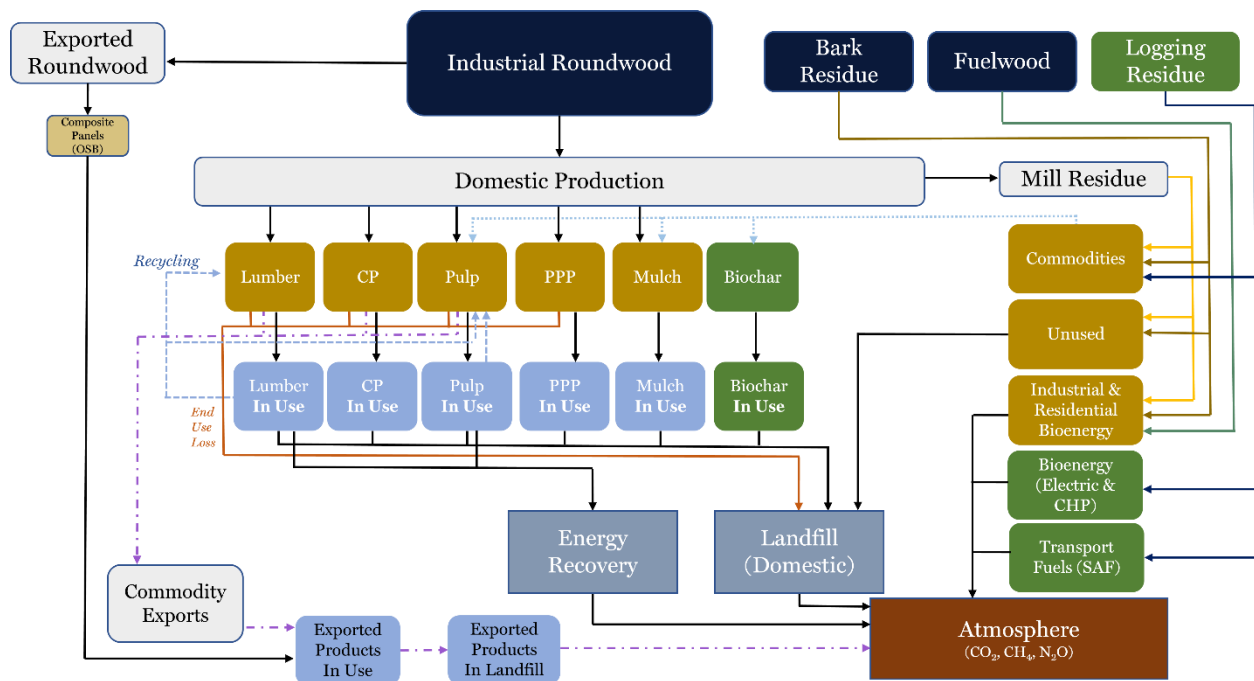 Exported
Roundwood
Industrial Roundwood
Bark
Residue
Fuelwood
Logging
Residue
Composite
Panels
(OSB)
Domestic Production
Mill Residue
Recycling
Lumber
CP
Pulp
PPP
Mulch
Biochar
Commodities
Unused
Lumber
In Use
CP
In Use
Pulp
In Use
PPP
In Use
Mulch
In Use
Biochar
In Use
Industrial &
Residential
Bioenergy
End
Use
Loss
Bioenergy
(Electric &
CHP)
Energy
Recovery
Landfill
(Domestic)
Transport
Fuels (SAF)
Commodity
Exports
Exported
Products
In Use
Exported
Products
In Landfill
Atmosphere
(CO₂, CH₄, N₂O)